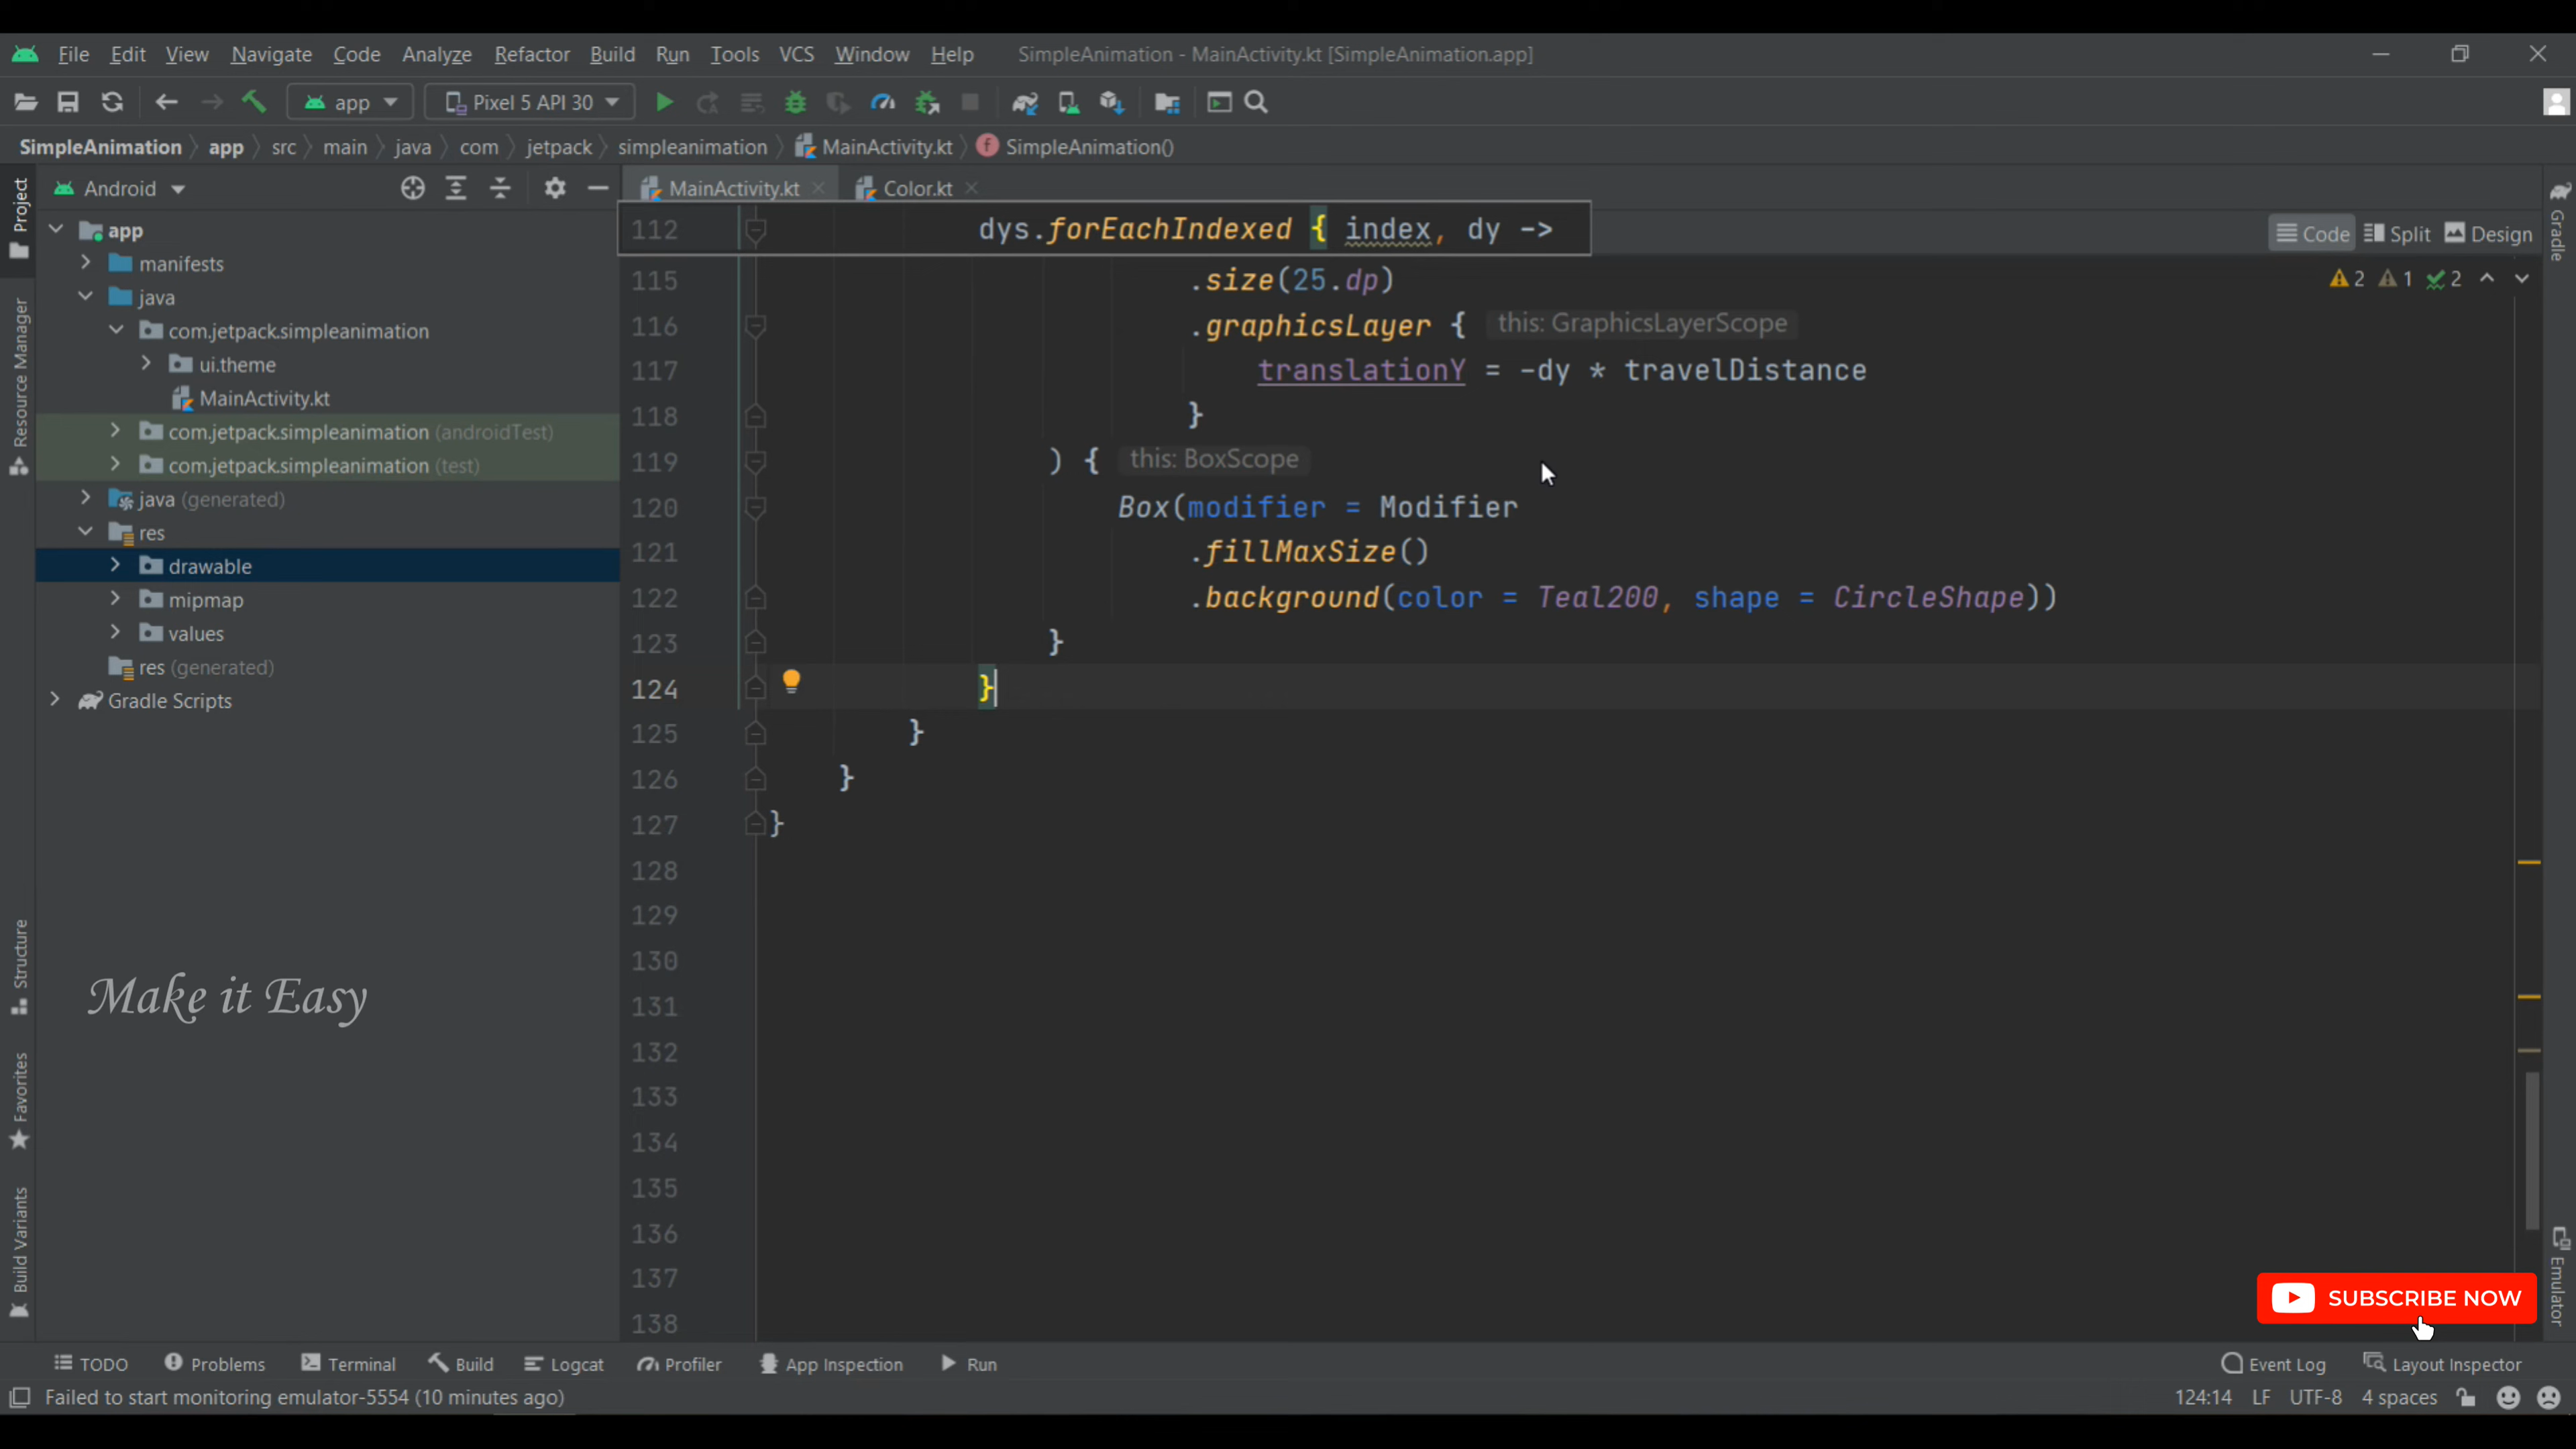 File Edit View Navigate Code Analyze Refactor Build Run Tools VCS Window Help SimpleAnimation - MainActivity.kt [SimpleAnimation.app]
app Pixel 5 API 30
SimpleAnimation app src main java com jetpack simpleanimation MainActivity.kt SimpleAnimation()
Android
MainActivity.kt Color.kt
Code Split Design
Project
Resource Manager
Structure
Favorites
Build Variants
app
manifests
java
com.jetpack.simpleanimation
ui.theme
MainActivity.kt
com.jetpack.simpleanimation (androidTest)
com.jetpack.simpleanimation (test)
java (generated)
res
drawable
mipmap
values
res (generated)
Gradle Scripts
Make it Easy
112 dys.forEachIndexed { index, dy ->
2 1 2
115 .size(25.dp)
116 .graphicsLayer { this: GraphicsLayerScope
117 translationY = -dy * travelDistance
118 }
119 ) { this: BoxScope
120 Box(modifier = Modifier
121 .fillMaxSize()
122 .background(color = Teal200, shape = CircleShape))
123 }
124 }
125 }
126 }
127 }
128
129
130
131
132
133
134
135
136
137
138
Gradle
Emulator
SUBSCRIBE NOW
TODO Problems Terminal Build Logcat Profiler App Inspection Run Event Log Layout Inspector
Failed to start monitoring emulator-5554 (10 minutes ago) 124:14 LF UTF-8 4 spaces